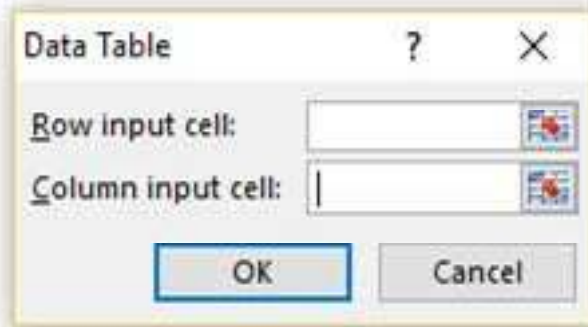 Data Table ? ×
Row input cell:
Column input cell:
OK Cancel